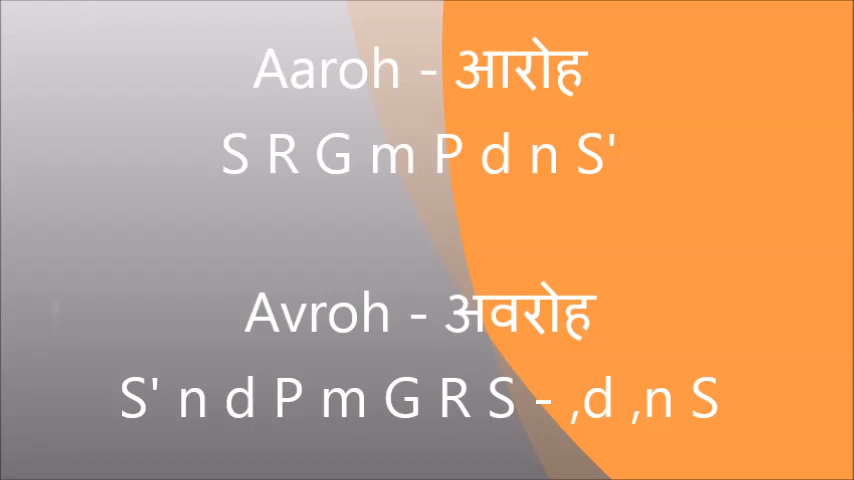 Aaroh - आरोह
S R G m P d n S'
Avroh - अवरोह
S' n d P m G R S - ,d ,n S